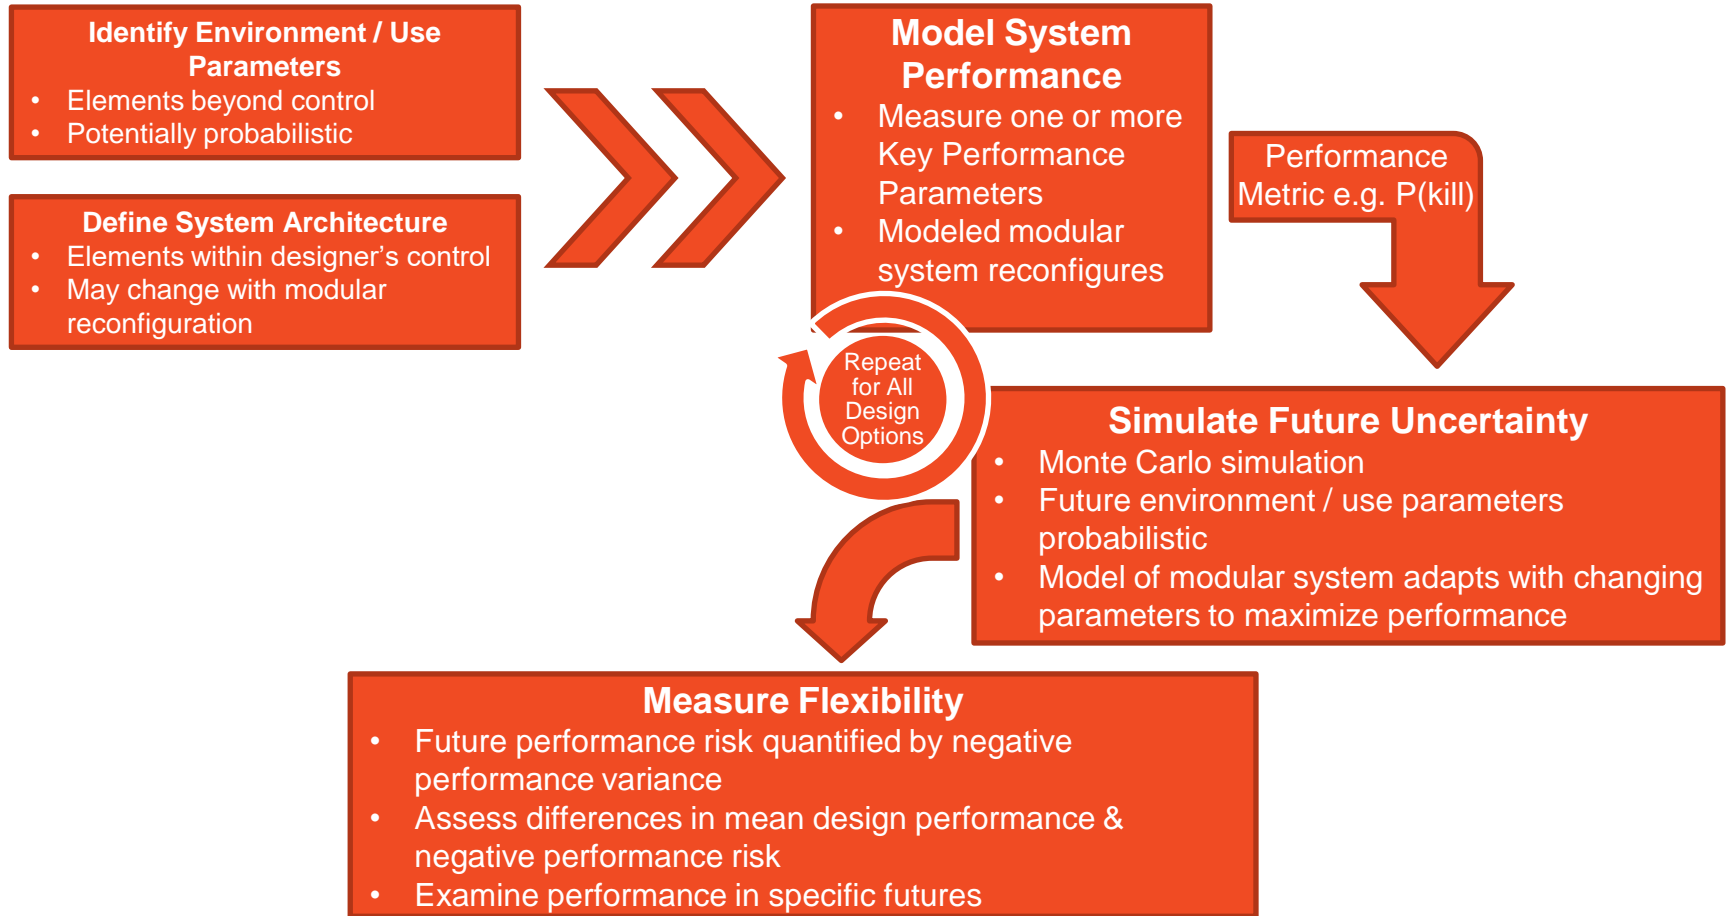 Identify Environment / Use
Parameters
• Elements beyond control
• Potentially probabilistic
Define System Architecture
• Elements within designer’s control
• May change with modular
reconfiguration
Model System
Performance
• Measure one or more
Key Performance
Parameters
• Modeled modular
system reconfigures
Performance
Metric e.g. P(kill)
Repeat
for All
Design
Options
Simulate Future Uncertainty
• Monte Carlo simulation
• Future environment / use parameters
probabilistic
• Model of modular system adapts with changing
parameters to maximize performance
Measure Flexibility
• Future performance risk quantified by negative
performance variance
• Assess differences in mean design performance &
negative performance risk
• Examine performance in specific futures